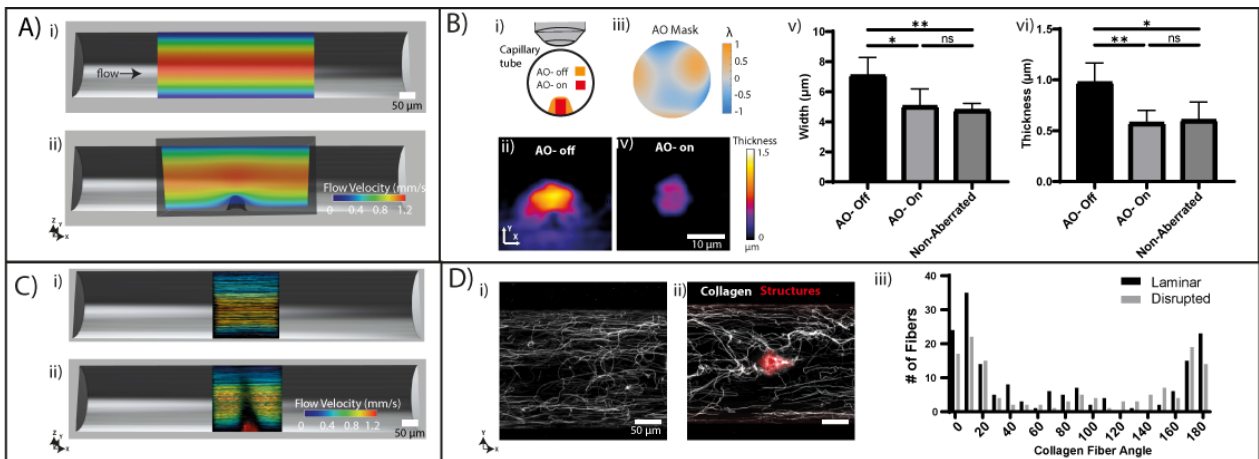 A)
i)
flow
50 µm
ii)
Flow Velocity (mm/s
0 0.4 0.8 1.2
Z Y X
B)
i)
Capillary
tube
AO- off
AO- on
iii)
AO Mask
λ
1
0.5
0
-0.5
-1
ii)
AO- off
Y
X
iv)
AO- on
10 µm
Thickness
1.5
0
µm
v)
**
*
ns
Width (µm)
8
6
4
2
0
AO- Off
AO- On
Non-Aberrated
vi)
*
**
ns
Thickness (µm)
1.5
1.0
0.5
0.0
AO- Off
AO- On
Non-Aberrated
C)
i)
ii)
Flow Velocity (mm/s)
0 0.4 0.8 1.2
50 µm
Z Y X
D)
i)
50 µm
Y
X
ii)
Collagen Structures
iii)
Laminar
Disrupted
# of Fibers
40
30
20
10
0
0 20 40 60 80 100 120 140 160 180
Collagen Fiber Angle